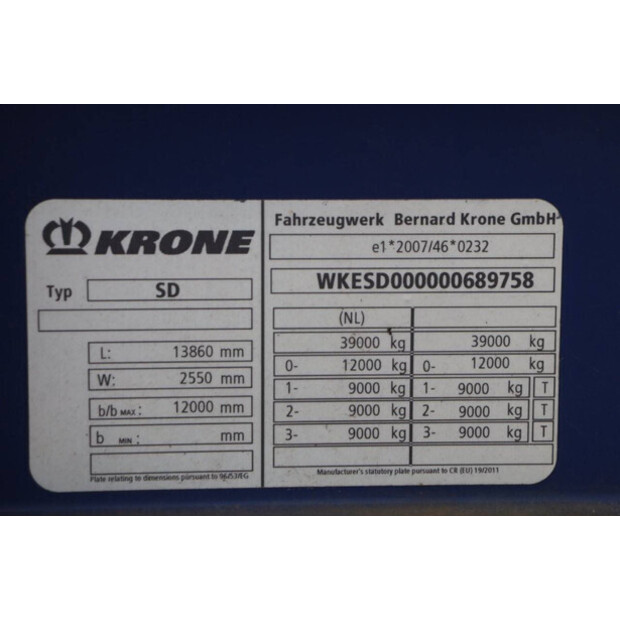 KRONE
Typ SD
L: 13860 mm
W: 2550 mm
b/b MAX: 12000 mm
b MIN: mm
Plate relating to dimensions pursuant to 96/53/EG
Fahrzeugwerk Bernard Krone GmbH
e1*2007/46*0232
WKESD000000689758
(NL)
39000 kg 39000 kg
0- 12000 kg 0- 12000 kg
1- 9000 kg 1- 9000 kg T
2- 9000 kg 2- 9000 kg T
3- 9000 kg 3- 9000 kg T
Manufacturer's statutory plate pursuant to CR (EU) 19/2011